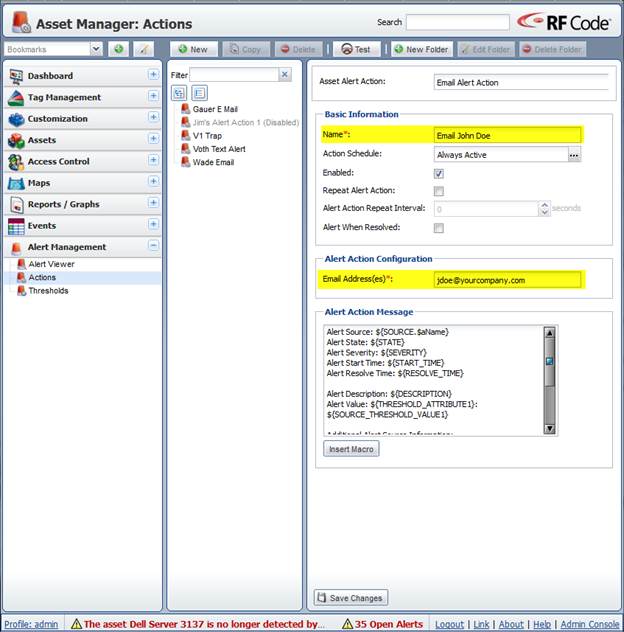 Asset Manager: Actions
Search
RF Code
Bookmarks
New
Copy
Delete
Test
New Folder
Edit Folder
Delete Folder
Dashboard
Tag Management
Customization
Assets
Access Control
Maps
Reports / Graphs
Events
Alert Management
Alert Viewer
Actions
Thresholds
Filter
Gauer E Mail
Jim's Alert Action 1 (Disabled)
V1 Trap
Voth Text Alert
Wade Email
Asset Alert Action: Email Alert Action
Basic Information
Name*: Email John Doe
Action Schedule: Always Active ...
Enabled:
Repeat Alert Action:
Alert Action Repeat Interval: 0 seconds
Alert When Resolved:
Alert Action Configuration
Email Address(es)*: jdoe@yourcompany.com
Alert Action Message
Alert Source: ${SOURCE.$aName}
Alert State: ${STATE}
Alert Severity: ${SEVERITY}
Alert Start Time: ${START_TIME}
Alert Resolve Time: ${RESOLVE_TIME}
Alert Description: ${DESCRIPTION}
Alert Value: ${THRESHOLD_ATTRIBUTE1}:
${SOURCE_THRESHOLD_VALUE1}
Additional Alert Source Information:
Insert Macro
Save Changes
Profile: admin
The asset Dell Server 3137 is no longer detected by...
35 Open Alerts
Logout | Link | About | Help | Admin Console